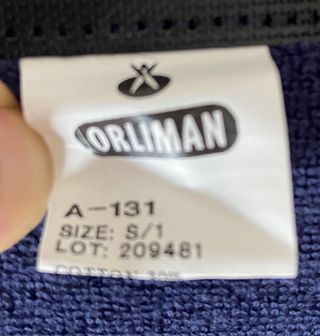 ORLIMAN
A-131
SIZE: S/1
LOT: 209481
COTTON